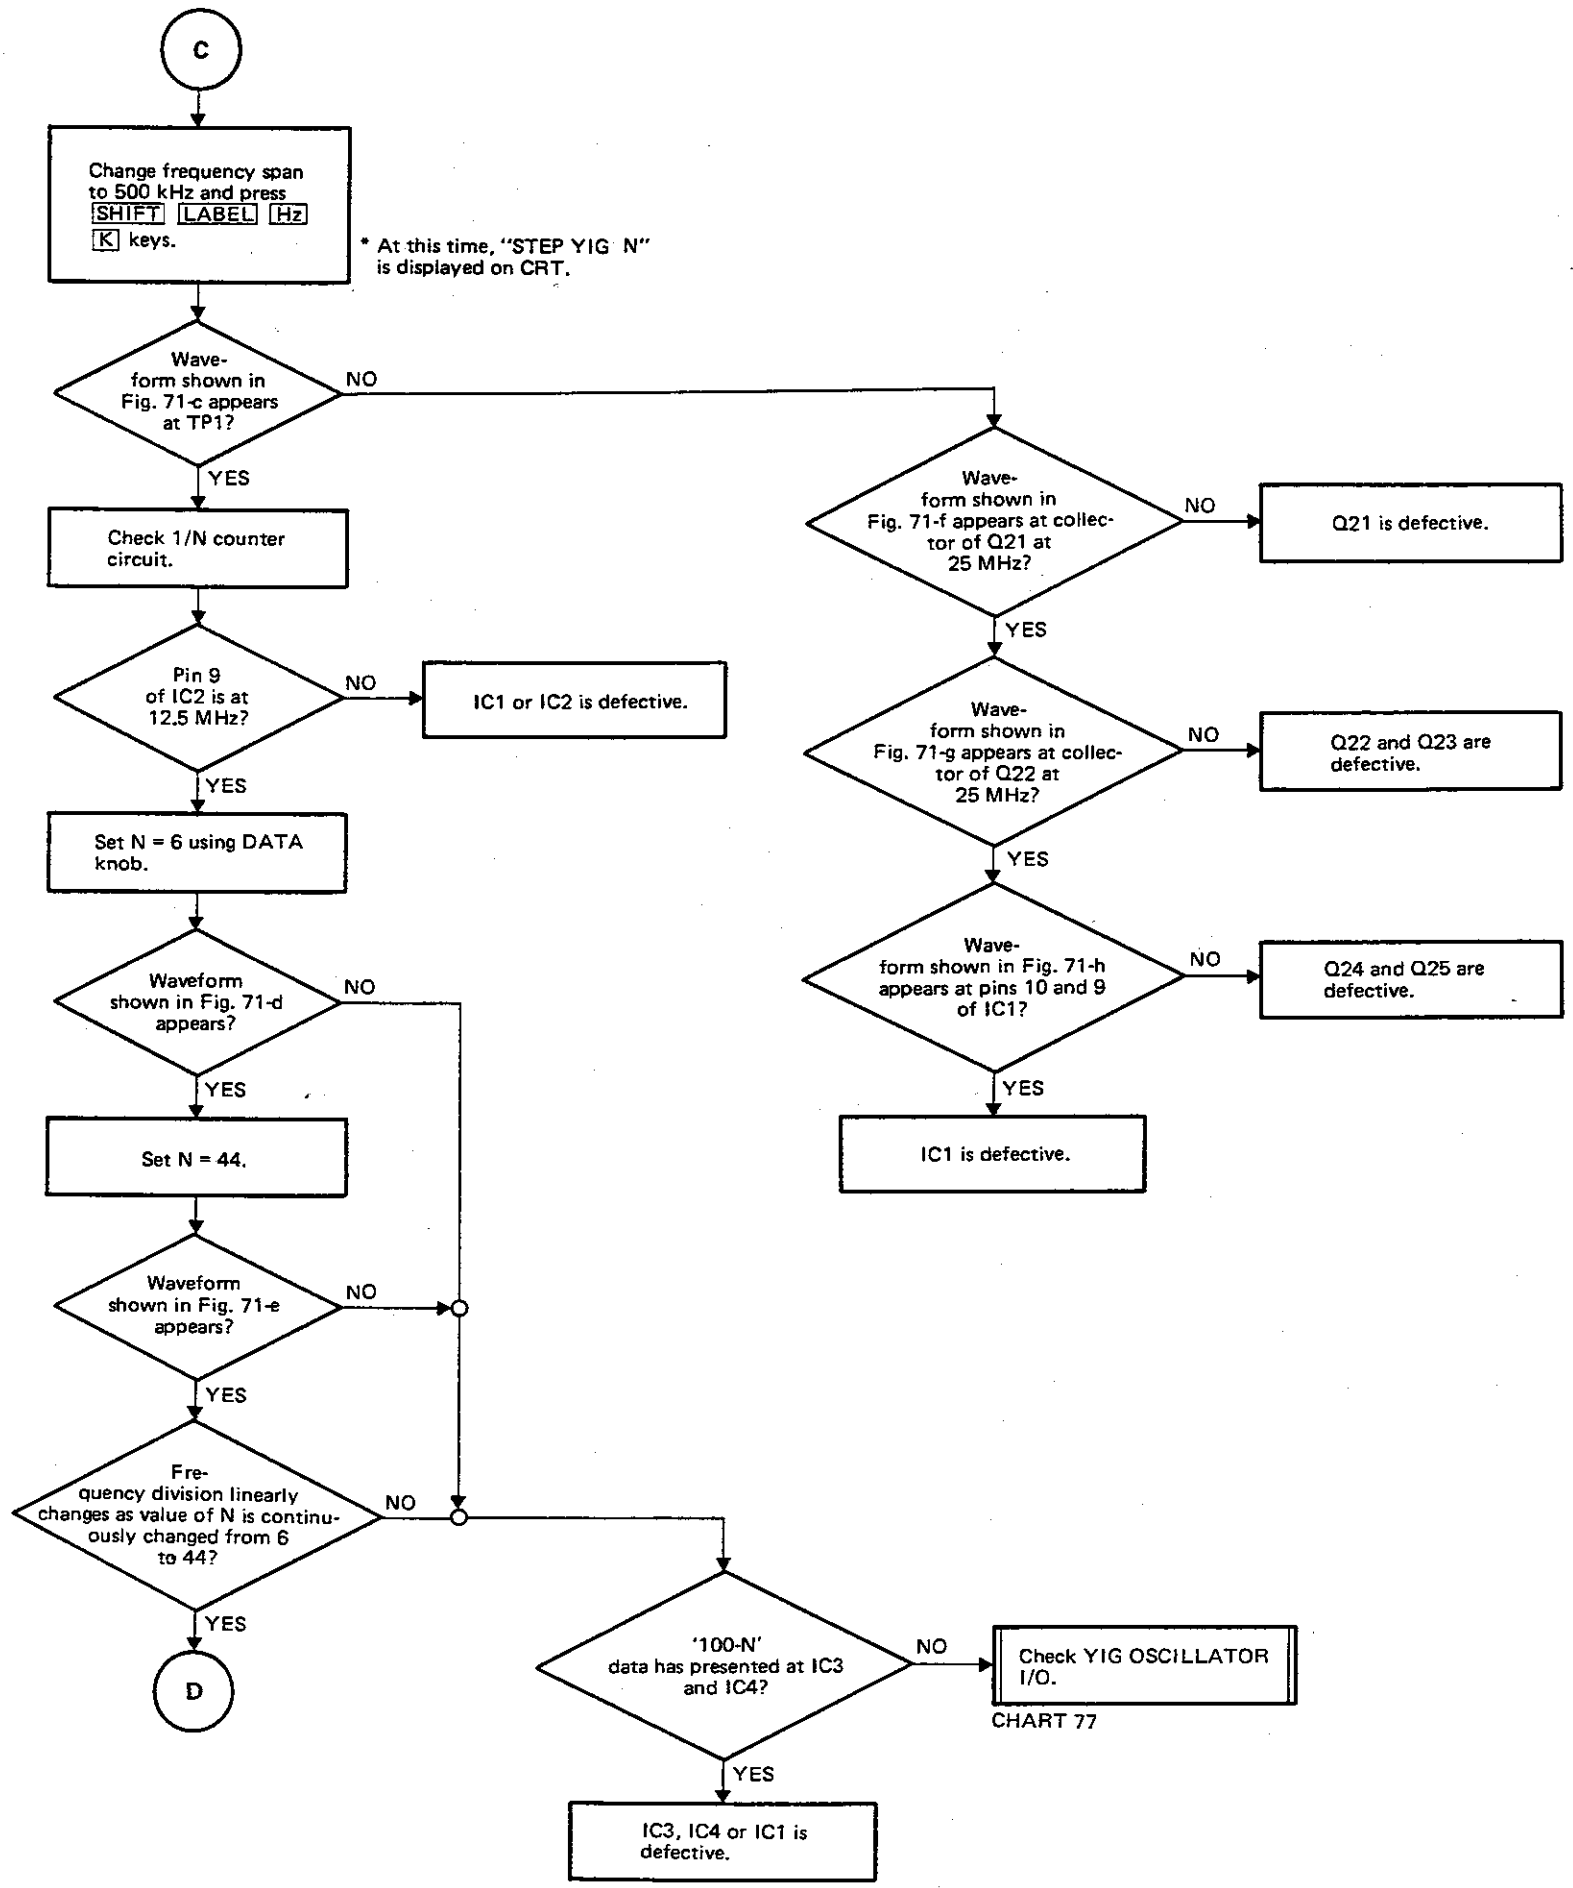 C
Change frequency span
to 500 kHz and press
SHIFT LABEL Hz
K keys.
* At this time, "STEP YIG N"
is displayed on CRT.
Wave-
form shown in
Fig. 71-c appears
at TP1?
NO
YES
Check 1/N counter
circuit.
Pin 9
of IC2 is at
12.5 MHz?
NO
IC1 or IC2 is defective.
YES
Set N = 6 using DATA
knob.
Waveform
shown in Fig. 71-d
appears?
NO
YES
Set N = 44.
Waveform
shown in Fig. 71-e
appears?
NO
YES
Fre-
quency division linearly
changes as value of N is continu-
ously changed from 6
to 44?
NO
YES
D
Wave-
form shown in
Fig. 71-f appears at collec-
tor of Q21 at
25 MHz?
NO
Q21 is defective.
YES
Wave-
form shown in
Fig. 71-g appears at collec-
tor of Q22 at
25 MHz?
NO
Q22 and Q23 are
defective.
YES
Wave-
form shown in Fig. 71-h
appears at pins 10 and 9
of IC1?
NO
Q24 and Q25 are
defective.
YES
IC1 is defective.
'100-N'
data has presented at IC3
and IC4?
NO
Check YIG OSCILLATOR
I/O.
CHART 77
YES
IC3, IC4 or IC1 is
defective.